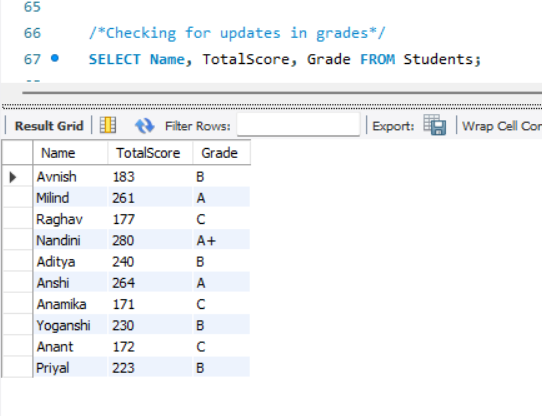 65
66 /*Checking for updates in grades*/
67 SELECT Name, TotalScore, Grade FROM Students;
Result Grid Filter Rows: Export: Wrap Cell Cor
Name TotalScore Grade
Avnish 183 B
Milind 261 A
Raghav 177 C
Nandini 280 A+
Aditya 240 B
Anshi 264 A
Anamika 171 C
Yoganshi 230 B
Anant 172 C
Priyal 223 B